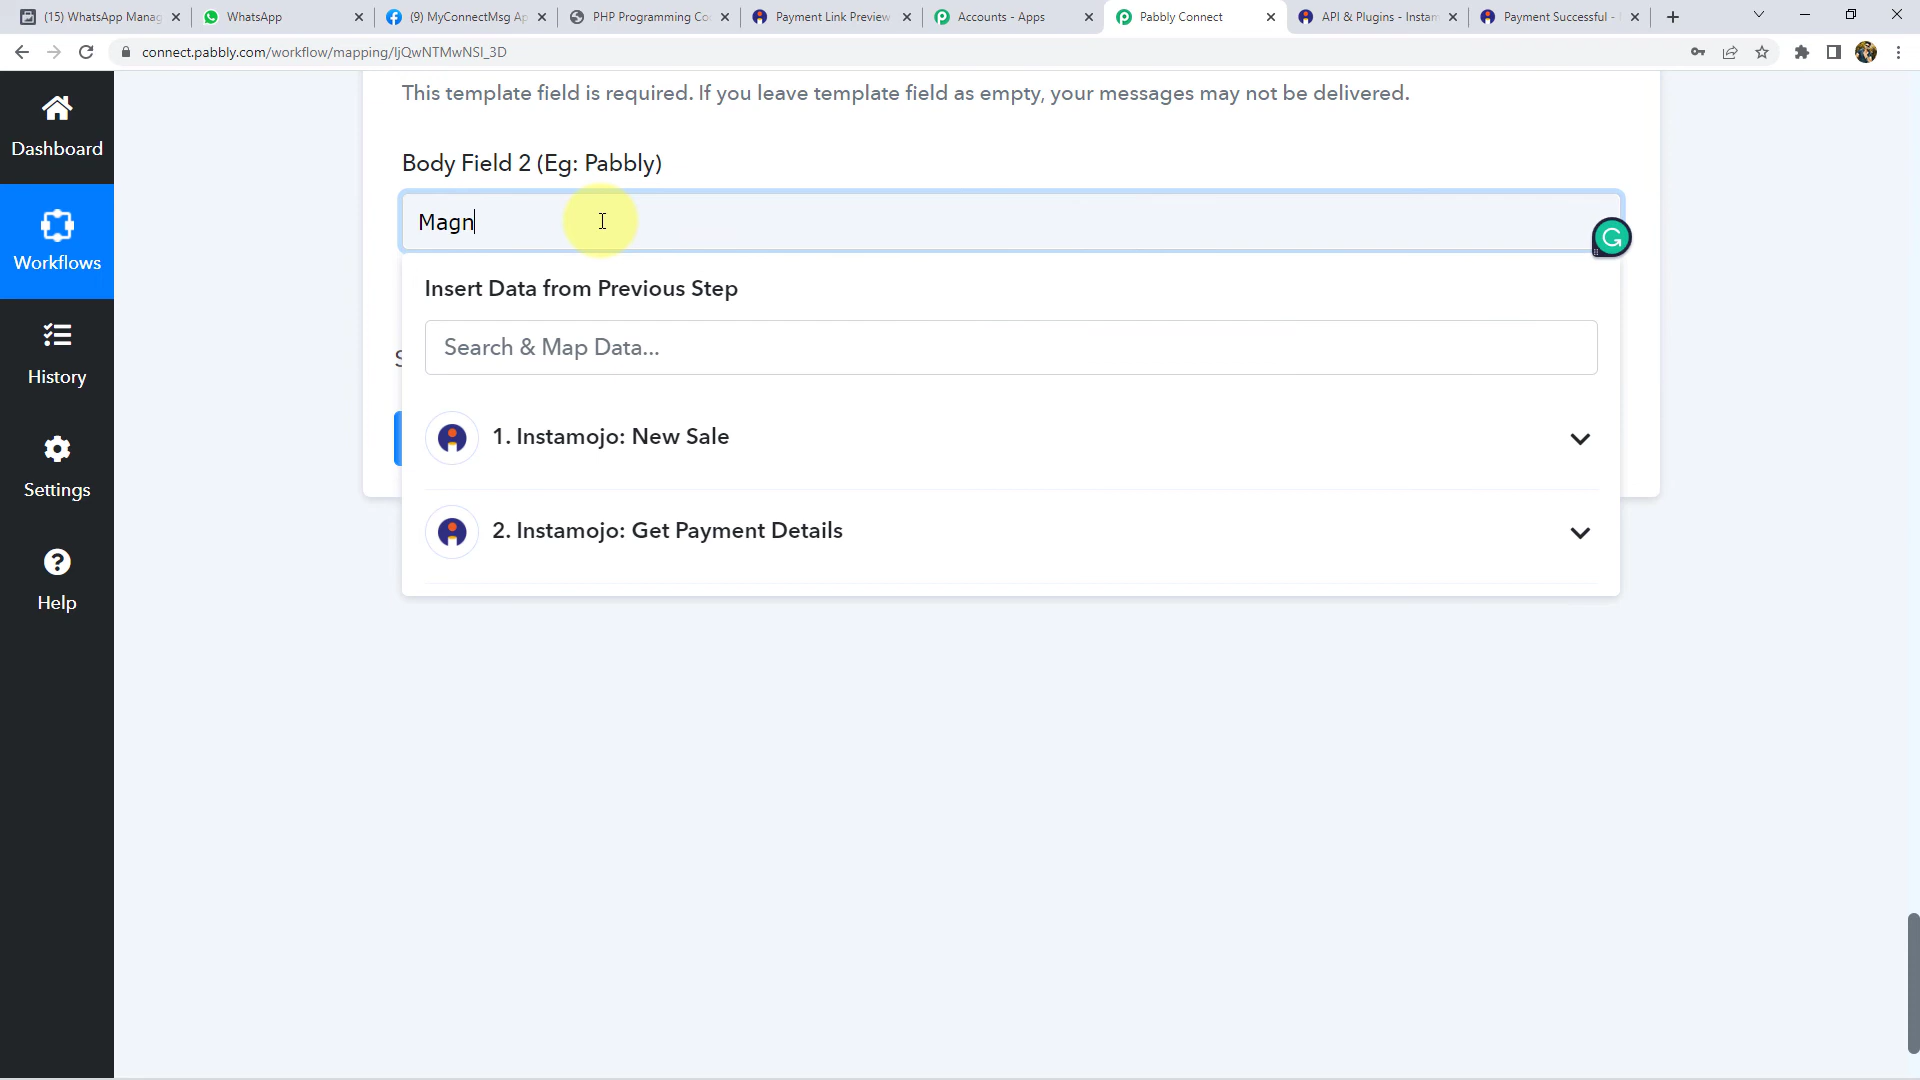 (15) WhatsApp Manag
WhatsApp
(9) MyConnectMsg Ap
PHP Programming Co
Payment Link Preview
Accounts - Apps
Pabbly Connect
API & Plugins - Instam
Payment Successful -
connect.pabbly.com/workflow/mapping/IjQwNTMwNSI_3D
Dashboard
Workflows
History
Settings
Help
This template field is required. If you leave template field as empty, your messages may not be delivered.
Body Field 2 (Eg: Pabbly)
Magn
Insert Data from Previous Step
Search & Map Data...
1. Instamojo: New Sale
2. Instamojo: Get Payment Details